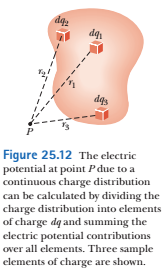 dq₂
dq₁
r₂
r₁
dq₃
r₃
P
Figure 25.12 The electric
potential at point P due to a
continuous charge distribution
can be calculated by dividing the
charge distribution into elements
of charge dq and summing the
electric potential contributions
over all elements. Three sample
elements of charge are shown.